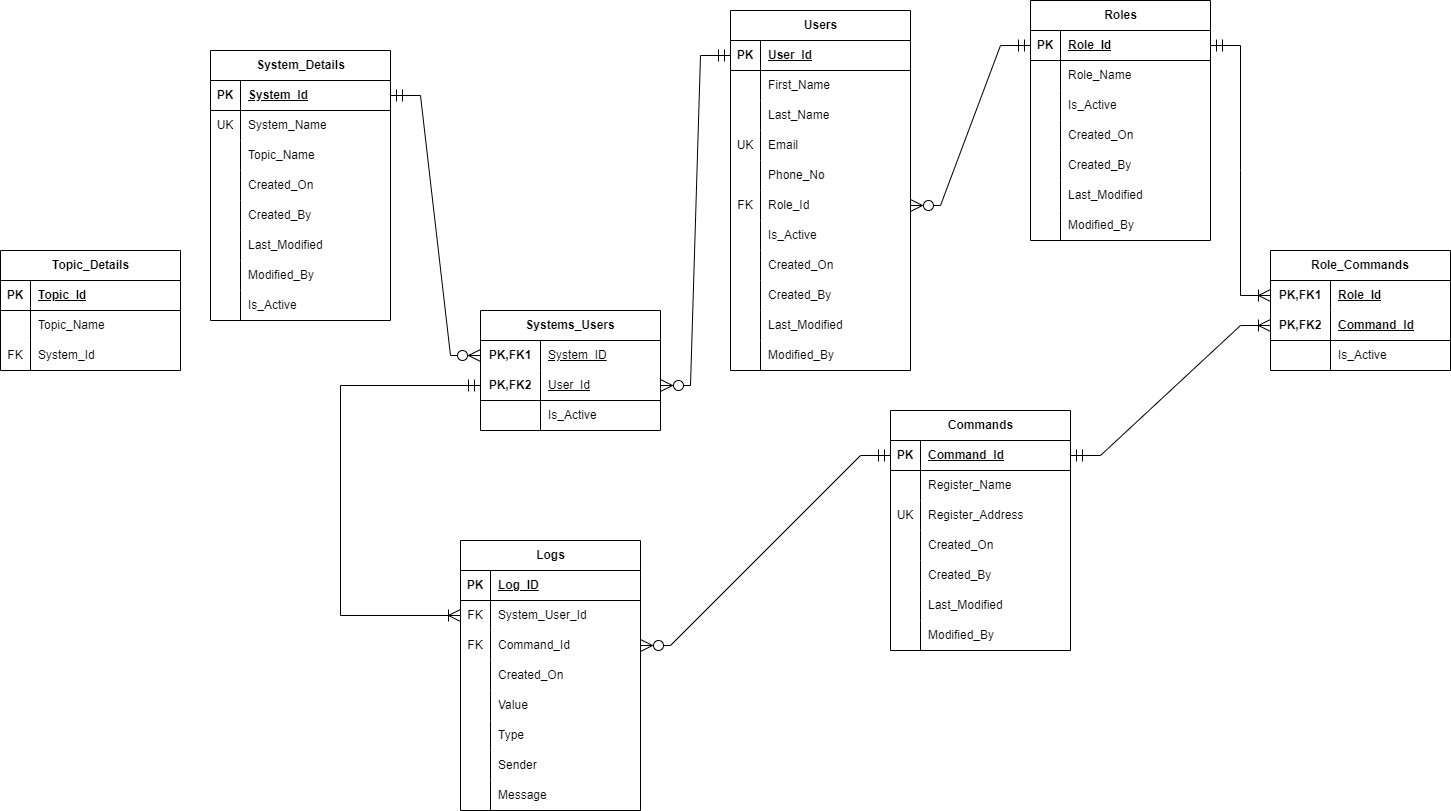 System_Details
PK System_Id
UK System_Name
Topic_Name
Created_On
Created_By
Last_Modified
Modified_By
Is_Active
Topic_Details
PK Topic_Id
Topic_Name
FK System_Id
Systems_Users
PK,FK1 System_ID
PK,FK2 User_Id
Is_Active
Users
PK User_Id
First_Name
Last_Name
UK Email
Phone_No
FK Role_Id
Is_Active
Created_On
Created_By
Last_Modified
Modified_By
Roles
PK Role_Id
Role_Name
Is_Active
Created_On
Created_By
Last_Modified
Modified_By
Role_Commands
PK,FK1 Role_Id
PK,FK2 Command_Id
Is_Active
Commands
PK Command_Id
Register_Name
UK Register_Address
Created_On
Created_By
Last_Modified
Modified_By
Logs
PK Log_ID
FK System_User_Id
FK Command_Id
Created_On
Value
Type
Sender
Message